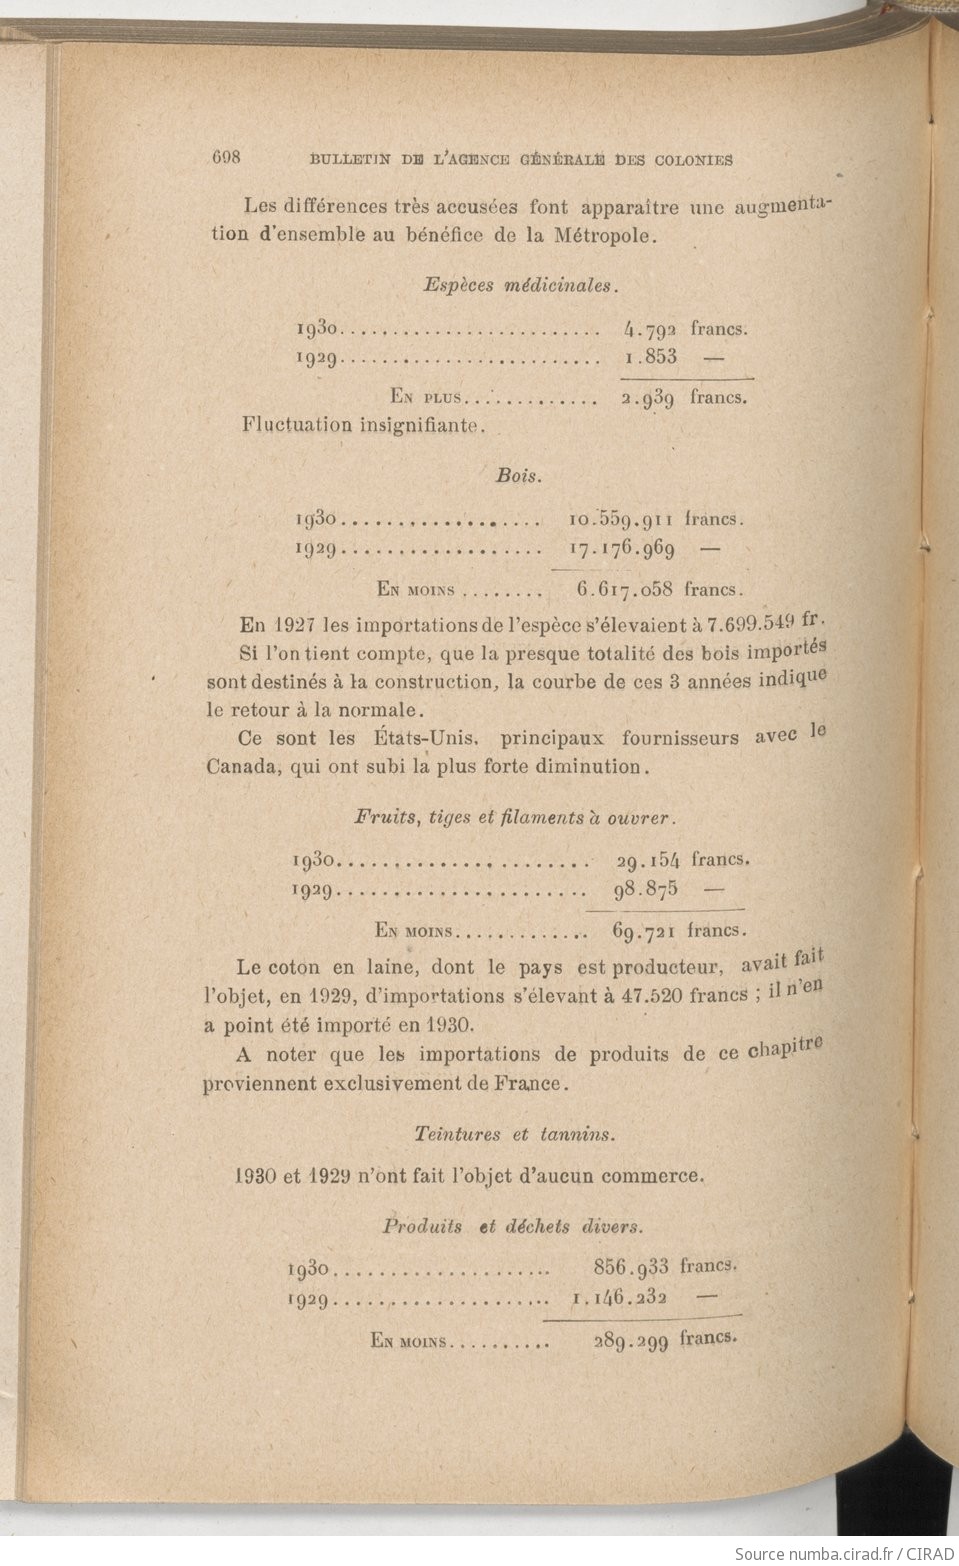 698 BULLETIN DE L'AGENCE GÉNÉRALE DES COLONIES
Les différences très accusées font apparaître une augmenta-
tion d'ensemble au bénéfice de la Métropole.
Espèces médicinales.
1930......................... 4.792 francs.
1929......................... 1.853 —
EN PLUS............. 2.939 francs.
Fluctuation insignifiante.
Bois.
1930.................. 10.559.911 francs.
1929.................. 17.176.969 —
EN MOINS ........ 6.617.058 francs.
En 1927 les importations de l'espèce s'élevaient à 7.699.549 fr.
Si l'on tient compte, que la presque totalité des bois importés
sont destinés à la construction, la courbe de ces 3 années indique
le retour à la normale.
Ce sont les États-Unis, principaux fournisseurs avec le
Canada, qui ont subi la plus forte diminution.
Fruits, tiges et filaments à ouvrer.
1930...................... 29.154 francs.
1929...................... 98.875 —
EN MOINS............. 69.721 francs.
Le coton en laine, dont le pays est producteur, avait fait
l'objet, en 1929, d'importations s'élevant à 47.520 francs ; il n'en
a point été importé en 1930.
A noter que les importations de produits de ce chapitre
proviennent exclusivement de France.
Teintures et tannins.
1930 et 1929 n'ont fait l'objet d'aucun commerce.
Produits et déchets divers.
1930.................... 856.933 francs.
1929.................... 1.146.232 —
EN MOINS.......... 289.299 francs.
Source numba.cirad.fr / CIRAD